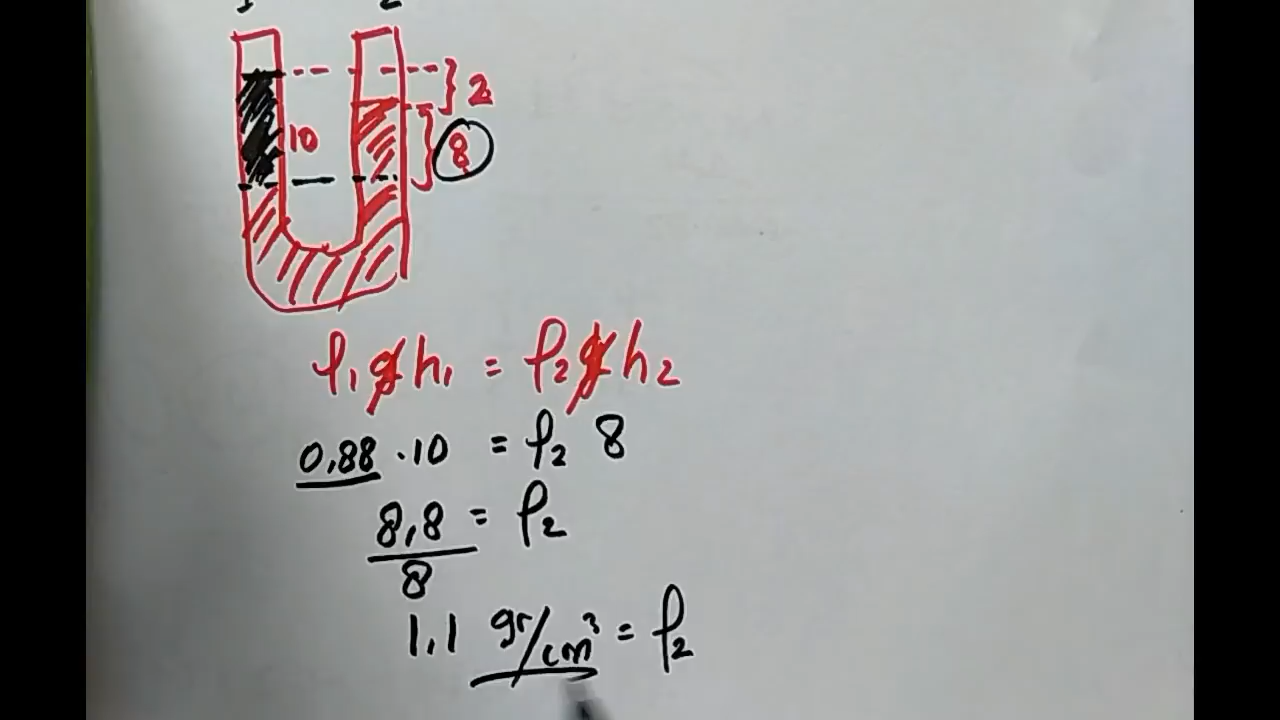 1 2
2
10
8
ρ₁ g h₁ = ρ₂ g h₂
0,88 · 10 = ρ₂ 8
8,8 = ρ₂
8
1,1 gr/cm³ = ρ₂